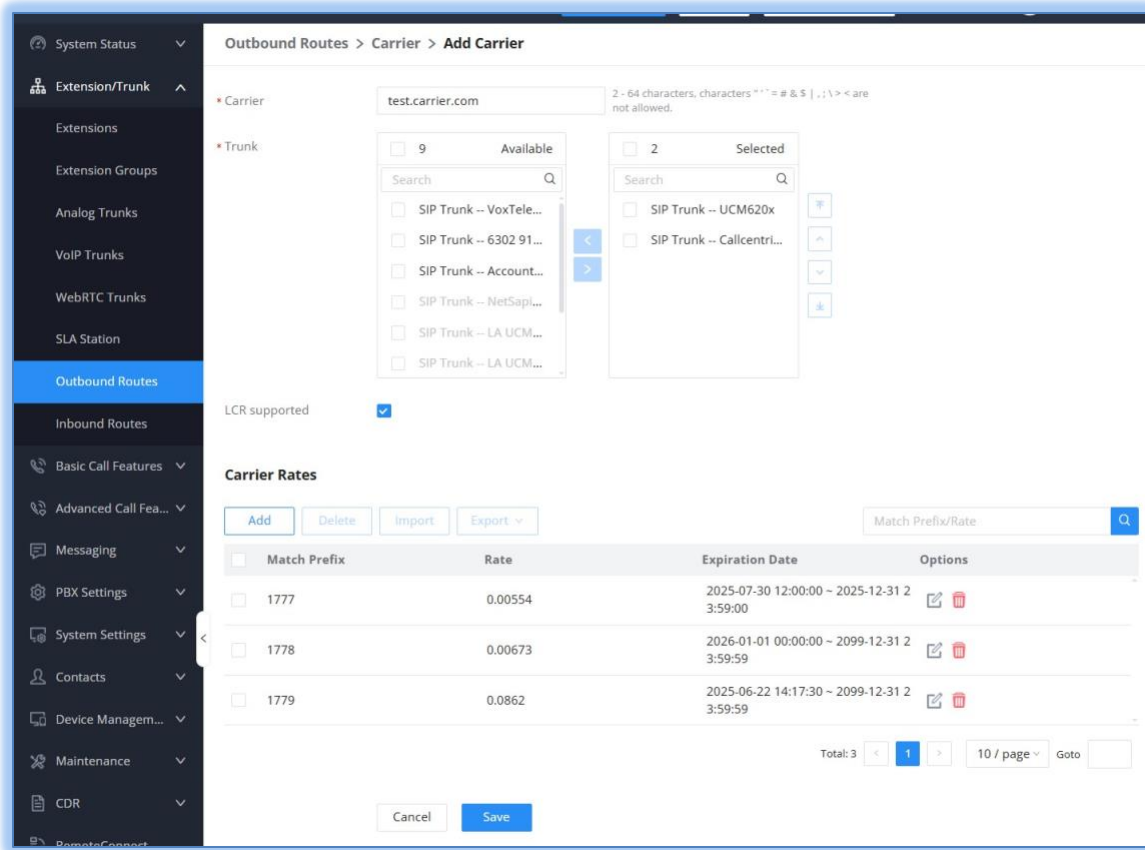 System Status
Extension/Trunk
Extensions
Extension Groups
Analog Trunks
VoIP Trunks
WebRTC Trunks
SLA Station
Outbound Routes
Inbound Routes
Basic Call Features
Advanced Call Fea...
Messaging
PBX Settings
System Settings
Contacts
Device Managem...
Maintenance
CDR
RemoteConnect
Outbound Routes > Carrier > Add Carrier
* Carrier
test.carrier.com
2 - 64 characters, characters " ' ` = # & $ | , ; \ > < are
not allowed.
* Trunk
9 Available
Search
SIP Trunk -- VoxTele...
SIP Trunk -- 6302 91...
SIP Trunk -- Account...
SIP Trunk -- NetSapi...
SIP Trunk -- LA UCM...
SIP Trunk -- LA UCM...
2 Selected
Search
SIP Trunk -- UCM620x
SIP Trunk -- Callcentri...
LCR supported
Carrier Rates
Add Delete Import Export Match Prefix/Rate
Match Prefix Rate Expiration Date Options
1777 0.00554 2025-07-30 12:00:00 ~ 2025-12-31 2
3:59:00
1778 0.00673 2026-01-01 00:00:00 ~ 2099-12-31 2
3:59:59
1779 0.0862 2025-06-22 14:17:30 ~ 2099-12-31 2
3:59:59
Total: 3 < 1 > 10 / page Goto
Cancel Save